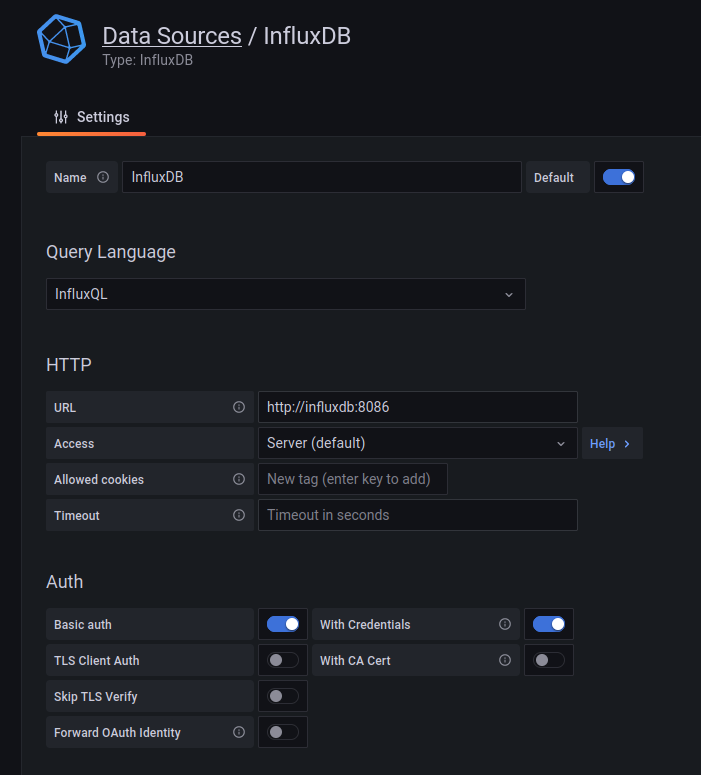 Data Sources / InfluxDB
Type: InfluxDB
Settings
Name InfluxDB Default
Query Language
InfluxQL
HTTP
URL http://influxdb:8086
Access Server (default) Help
Allowed cookies New tag (enter key to add)
Timeout Timeout in seconds
Auth
Basic auth With Credentials
TLS Client Auth With CA Cert
Skip TLS Verify
Forward OAuth Identity